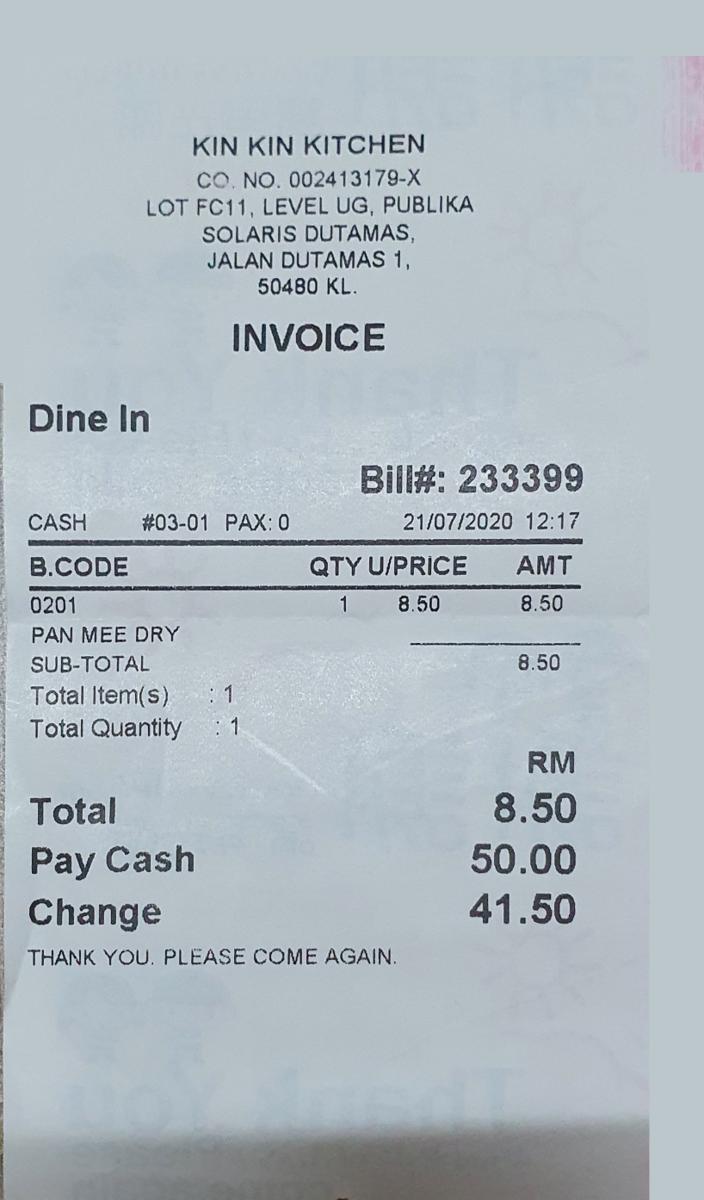 KIN KIN KITCHEN
CO. NO. 002413179-X
LOT FC11, LEVEL UG, PUBLIKA
SOLARIS DUTAMAS,
JALAN DUTAMAS 1,
50480 KL.
INVOICE
Dine In
Bill#: 233399
CASH #03-01 PAX: 0 21/07/2020 12:17
B.CODE QTY U/PRICE AMT
0201 1 8.50 8.50
PAN MEE DRY
SUB-TOTAL 8.50
Total Item(s) : 1
Total Quantity : 1
RM
Total 8.50
Pay Cash 50.00
Change 41.50
THANK YOU. PLEASE COME AGAIN.